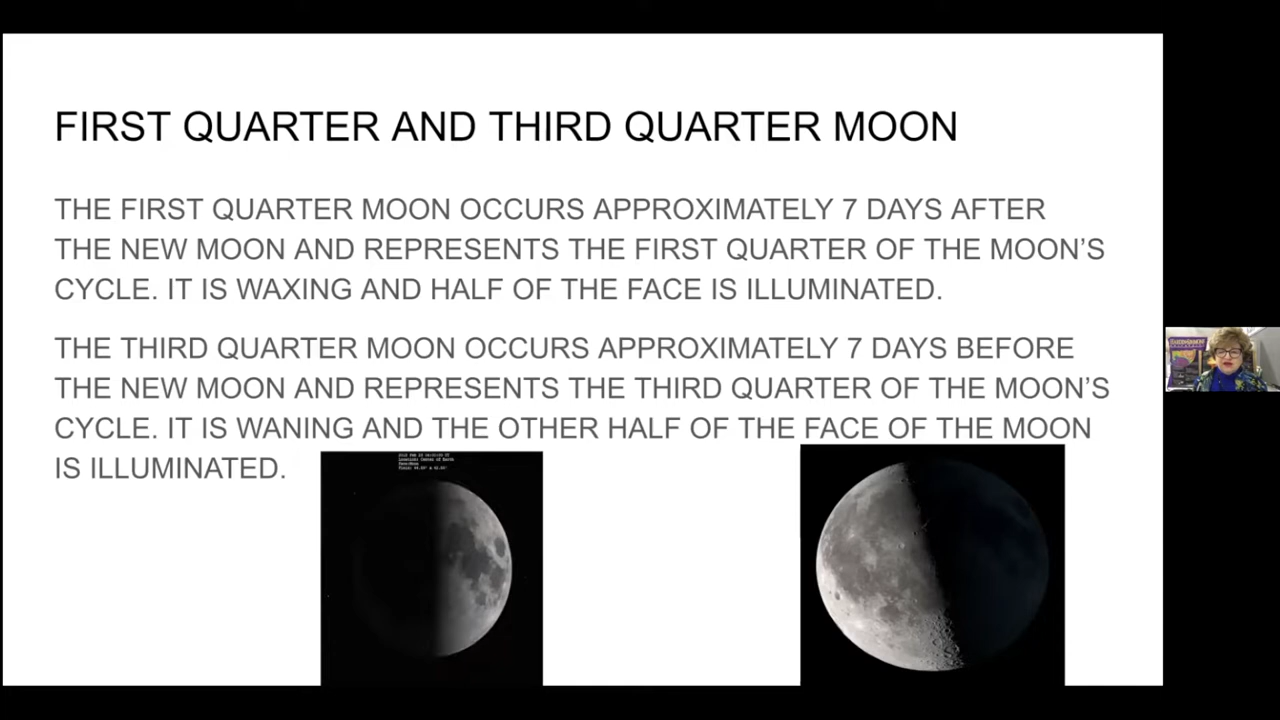 FIRST QUARTER AND THIRD QUARTER MOON
THE FIRST QUARTER MOON OCCURS APPROXIMATELY 7 DAYS AFTER
THE NEW MOON AND REPRESENTS THE FIRST QUARTER OF THE MOON’S
CYCLE. IT IS WAXING AND HALF OF THE FACE IS ILLUMINATED.
THE THIRD QUARTER MOON OCCURS APPROXIMATELY 7 DAYS BEFORE
THE NEW MOON AND REPRESENTS THE THIRD QUARTER OF THE MOON’S
CYCLE. IT IS WANING AND THE OTHER HALF OF THE FACE OF THE MOON
IS ILLUMINATED.